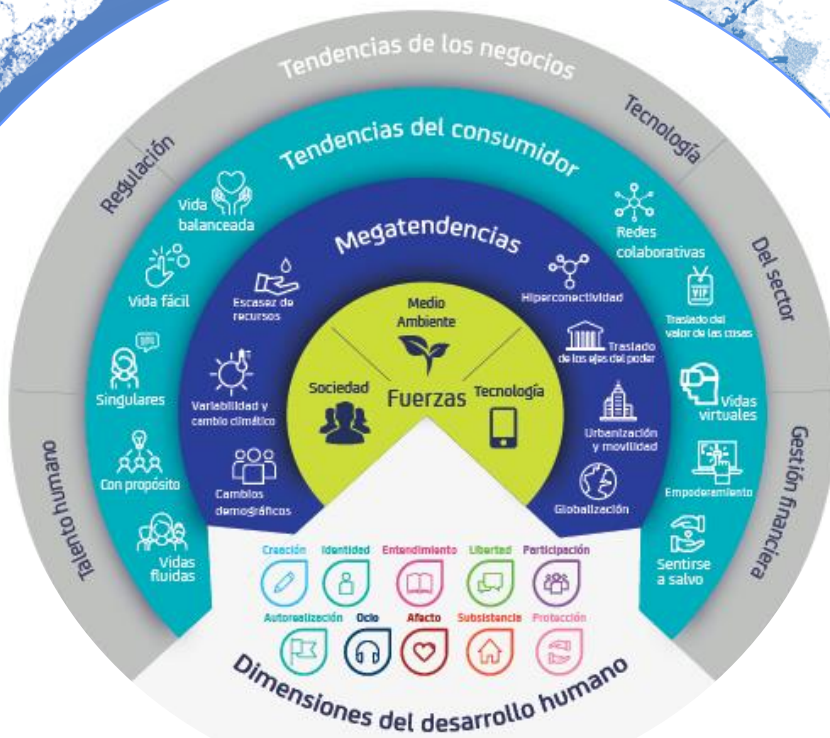 Tendencias de los negocios
Regulación
Tecnología
Del sector
Talento humano
Gestión financiera
Tendencias del consumidor
Vida
balanceada
Vida fácil
Singulares
Con propósito
Vidas
fluidas
Redes
colaborativas
VIP
Traslado del
valor de las cosas
Vidas
virtuales
Empoderamiento
Sentirse
a salvo
Megatendencias
Escasez de
recursos
Variabilidad y
cambio climático
Cambios
demográficos
Hiperconectividad
Traslado
de los ejes del poder
Urbanización
y movilidad
Globalización
Medio
Ambiente
Sociedad
Fuerzas
Tecnología
Creación Identidad Entendimiento Libertad Participación
Autorealización Ocio Afecto Subsistencia Protección
Dimensiones del desarrollo humano